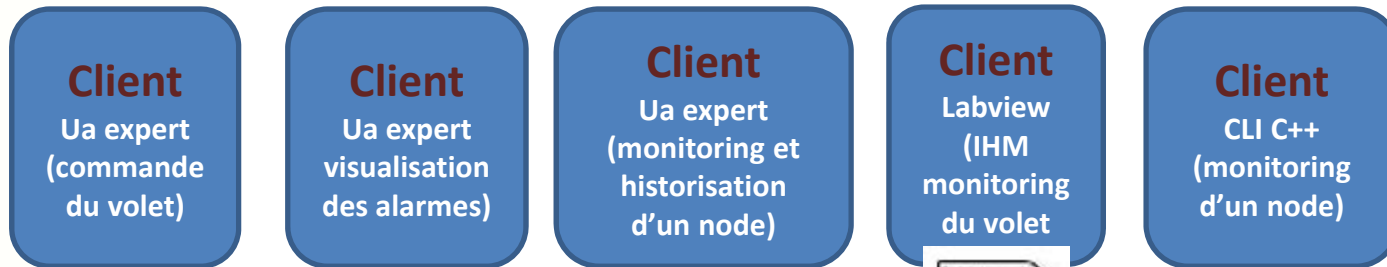 Client
Ua expert
(commande
du volet)
Client
Ua expert
visualisation
des alarmes)
Client
Ua expert
(monitoring et
historisation
d’un node)
Client
Labview
(IHM
monitoring
du volet
Client
CLI C++
(monitoring
d’un node)